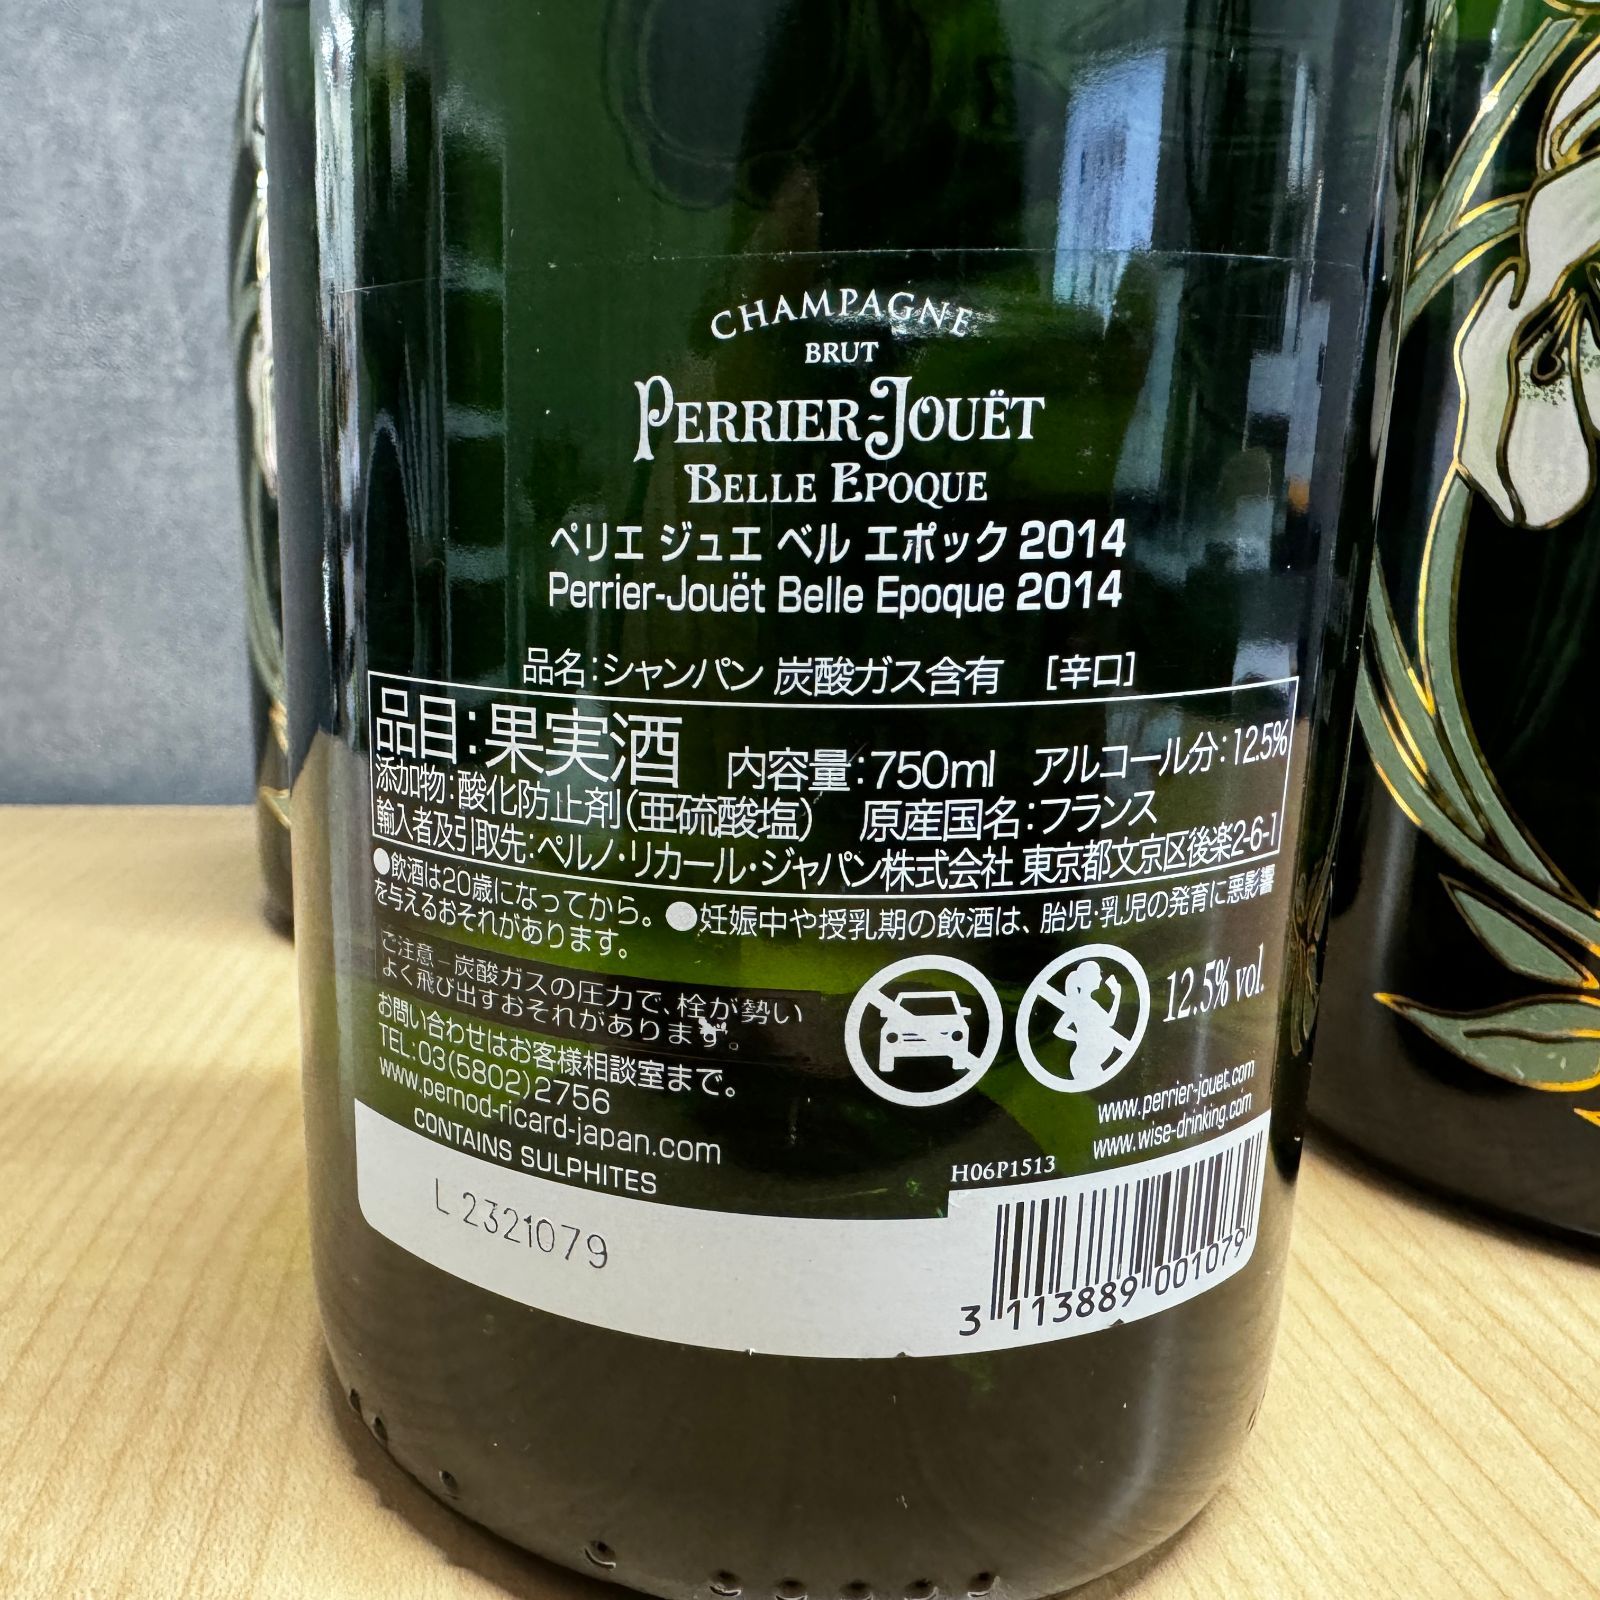 CHAMPAGNE
BRUT
PERRIER-JOUËT
BELLE EPOQUE
ペリエ ジュエ ベル エポック 2014
Perrier-Jouët Belle Epoque 2014
品名：シャンパン 炭酸ガス含有 ［辛口］
品目：果実酒 内容量：750ml アルコール分：12.5%
添加物：酸化防止剤（亜硫酸塩） 原産国名：フランス
輸入者及引取先：ペルノ・リカール・ジャパン株式会社 東京都文京区後楽2-6-1
●飲酒は20歳になってから。●妊娠中や授乳期の飲酒は、胎児・乳児の発育に悪影響
を与えるおそれがあります。
ご注意－炭酸ガスの圧力で、栓が勢い
よく飛び出すおそれがあります。
お問い合わせはお客様相談室まで。
TEL：03(5802)2756
www.pernod-ricard-japan.com
CONTAINS SULPHITES
12.5% vol.
www.perrier-jouet.com
www.wise-drinking.com
H06P1513
L 2321079
3 113889 001079